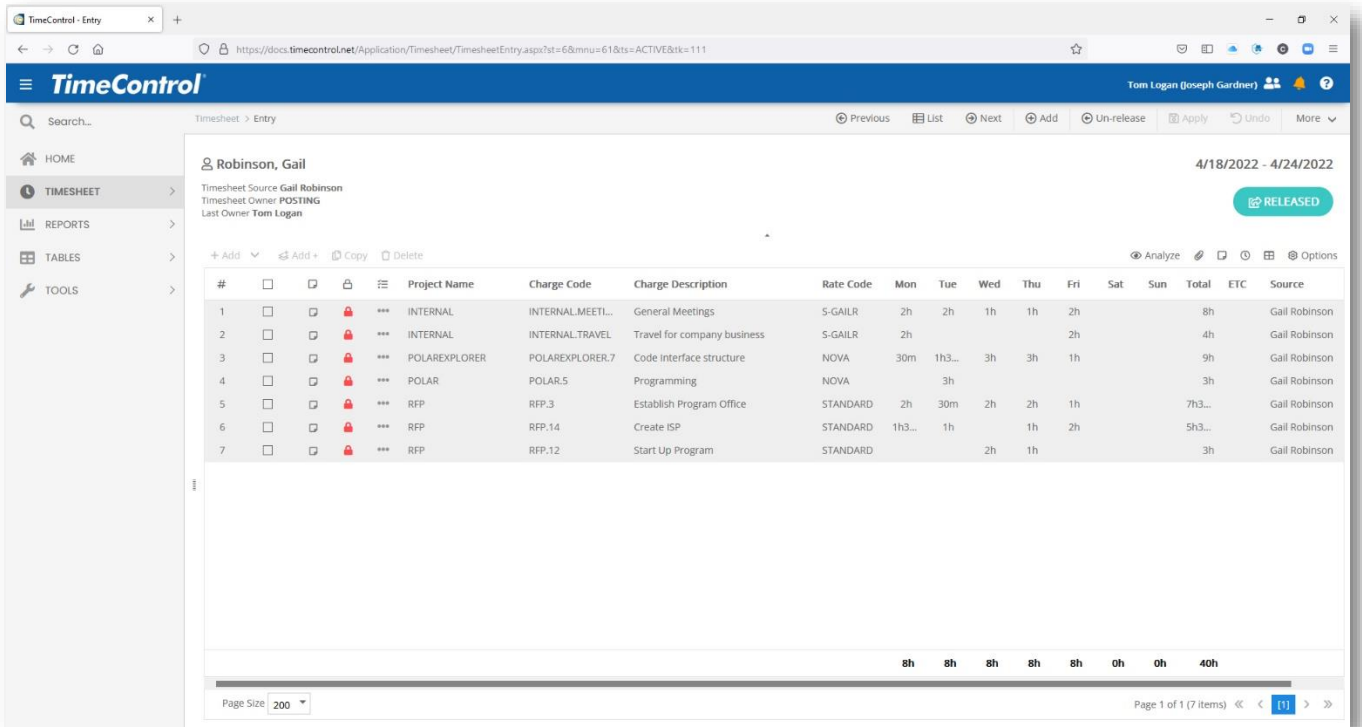 TimeControl - Entry
https://docs.timecontrol.net/Application/Timesheet/TimesheetEntry.aspx?st=6&mnu=61&ts=ACTIVE&tk=111
TimeControl Tom Logan (Joseph Gardner)
Search... Timesheet > Entry Previous List Next Add Un-release Apply Undo More
HOME
TIMESHEET
REPORTS
TABLES
TOOLS
Robinson, Gail 4/18/2022 - 4/24/2022
Timesheet Source Gail Robinson
Timesheet Owner POSTING
Last Owner Tom Logan
RELEASED
+ Add Add + Copy Delete Analyze Options
# Project Name Charge Code Charge Description Rate Code Mon Tue Wed Thu Fri Sat Sun Total ETC Source
1 INTERNAL INTERNAL.MEETI... General Meetings S-GAILR 2h 2h 1h 1h 2h 8h Gail Robinson
2 INTERNAL INTERNAL.TRAVEL Travel for company business S-GAILR 2h 2h 4h Gail Robinson
3 POLAREXPLORER POLAREXPLORER.7 Code interface structure NOVA 30m 1h3... 3h 3h 1h 9h Gail Robinson
4 POLAR POLAR.5 Programming NOVA 3h 3h Gail Robinson
5 RFP RFP.3 Establish Program Office STANDARD 2h 30m 2h 2h 1h 7h3... Gail Robinson
6 RFP RFP.14 Create ISP STANDARD 1h3... 1h 1h 2h 5h3... Gail Robinson
7 RFP RFP.12 Start Up Program STANDARD 2h 1h 3h Gail Robinson
8h 8h 8h 8h 8h 0h 0h 40h
Page Size 200 Page 1 of 1 (7 items) [1]